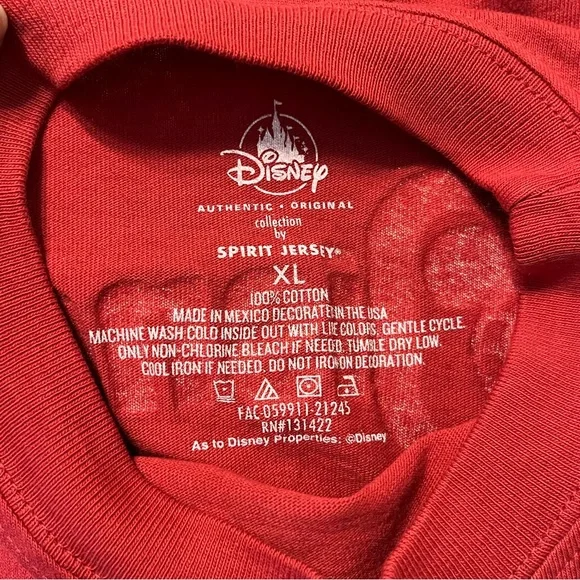 Disney
AUTHENTIC • ORIGINAL
collection
by
SPIRIT JERSEY®
XL
100% COTTON
MADE IN MEXICO DECORATED IN THE USA
MACHINE WASH COLD INSIDE OUT WITH LIKE COLORS, GENTLE CYCLE.
ONLY NON-CHLORINE BLEACH IF NEEDED. TUMBLE DRY LOW.
COOL IRON IF NEEDED. DO NOT IRON ON DECORATION.
FAC-059911-21245
RN#131422
As to Disney Properties: ©Disney